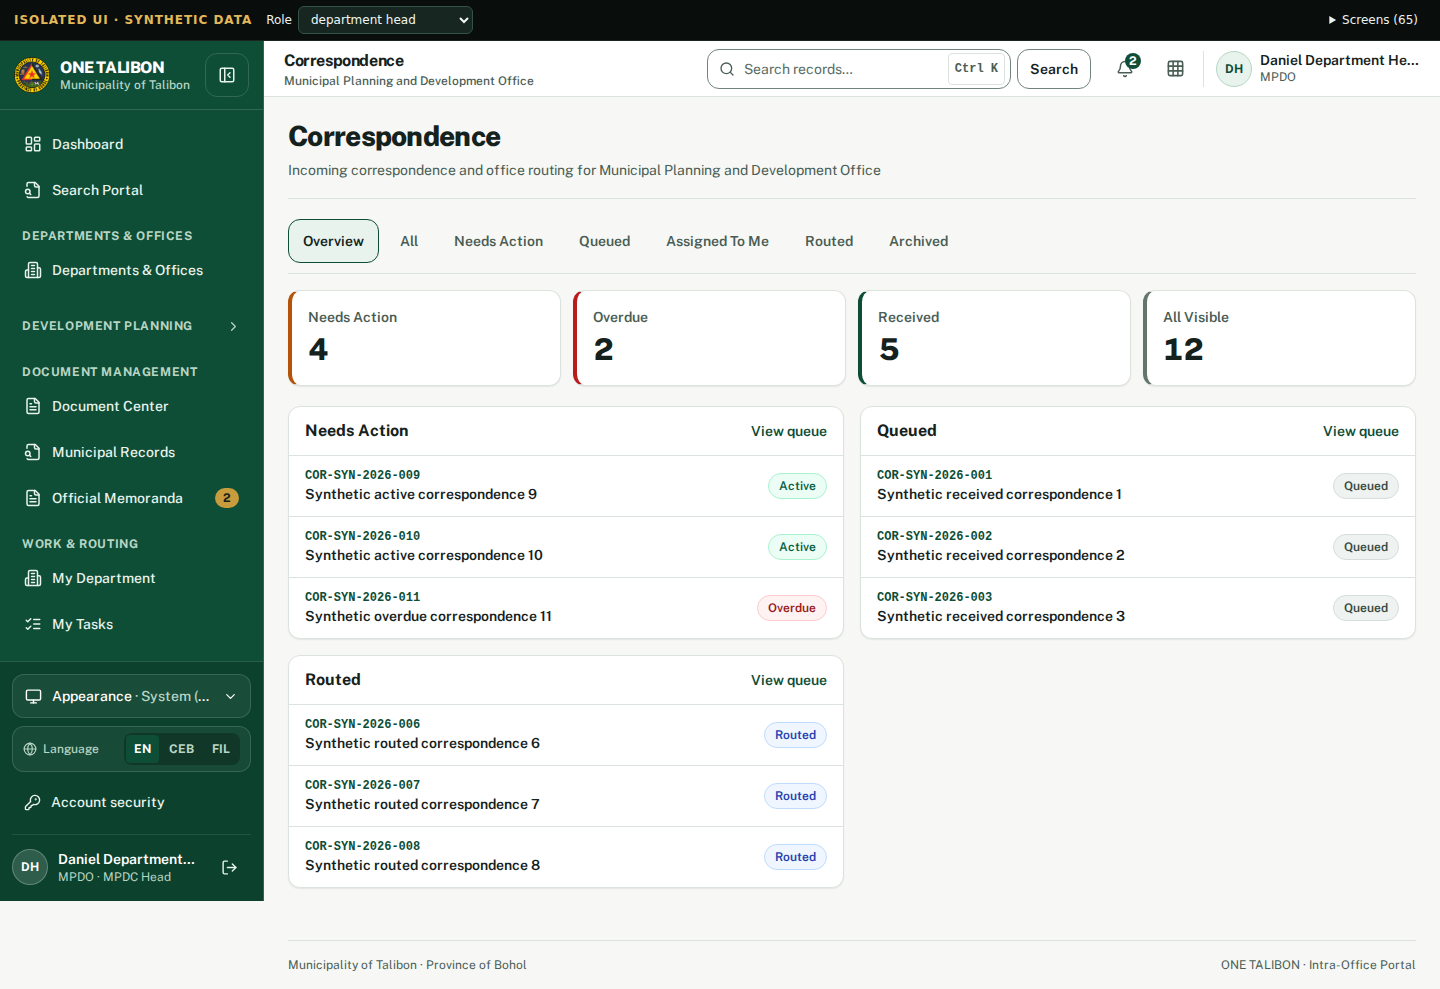 ISOLATED UI · SYNTHETIC DATA Role department head Screens (65)
ONE TALIBON
Municipality of Talibon
Correspondence
Municipal Planning and Development Office
Search records... Ctrl K Search 2 DH Daniel Department He...
MPDO
Dashboard
Search Portal
DEPARTMENTS & OFFICES
Departments & Offices
DEVELOPMENT PLANNING
DOCUMENT MANAGEMENT
Document Center
Municipal Records
Official Memoranda 2
WORK & ROUTING
My Department
My Tasks
Appearance · System (...
Language EN CEB FIL
Account security
DH Daniel Department...
MPDO · MPDC Head
Correspondence
Incoming correspondence and office routing for Municipal Planning and Development Office
Overview All Needs Action Queued Assigned To Me Routed Archived
Needs Action
4
Overdue
2
Received
5
All Visible
12
Needs Action View queue
COR-SYN-2026-009
Synthetic active correspondence 9 Active
COR-SYN-2026-010
Synthetic active correspondence 10 Active
COR-SYN-2026-011
Synthetic overdue correspondence 11 Overdue
Queued View queue
COR-SYN-2026-001
Synthetic received correspondence 1 Queued
COR-SYN-2026-002
Synthetic received correspondence 2 Queued
COR-SYN-2026-003
Synthetic received correspondence 3 Queued
Routed View queue
COR-SYN-2026-006
Synthetic routed correspondence 6 Routed
COR-SYN-2026-007
Synthetic routed correspondence 7 Routed
COR-SYN-2026-008
Synthetic routed correspondence 8 Routed
Municipality of Talibon · Province of Bohol ONE TALIBON · Intra-Office Portal